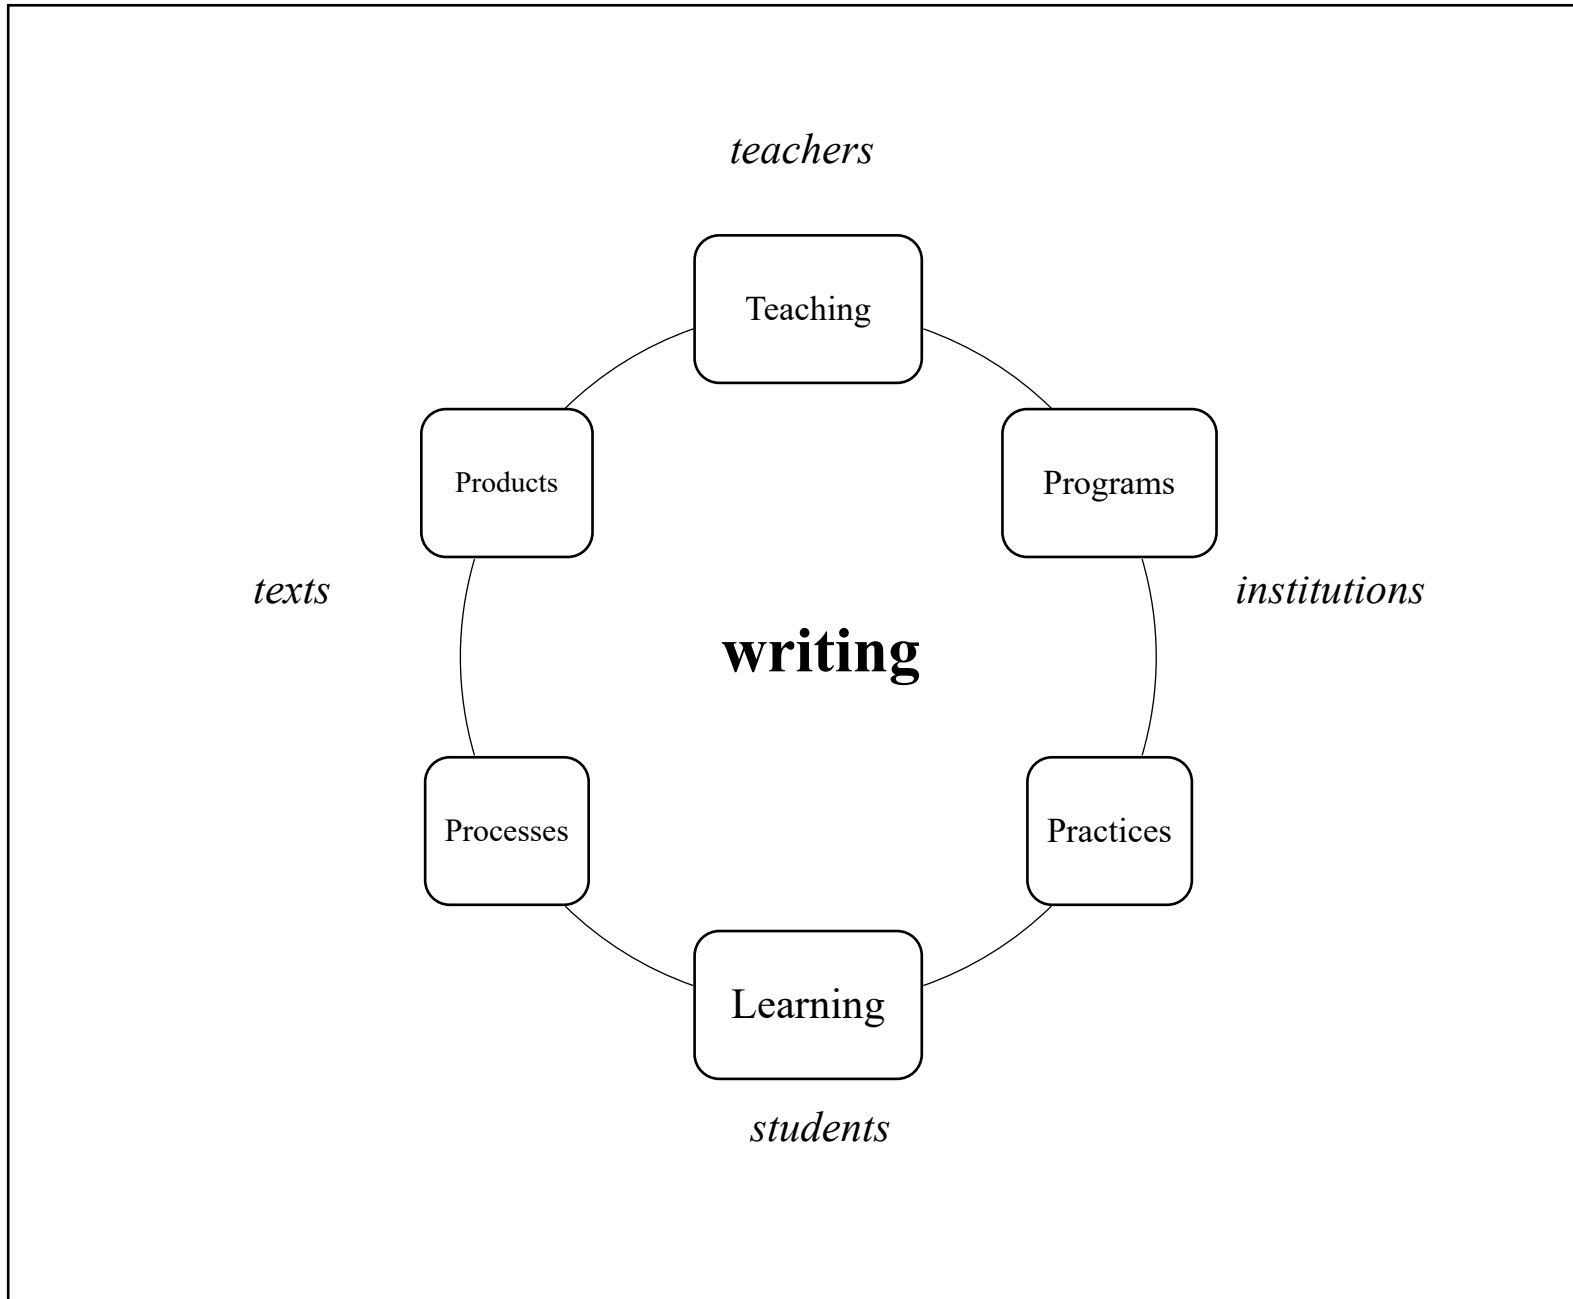 teachers
Teaching
Products
Programs
texts
institutions
writing
Processes
Practices
Learning
students